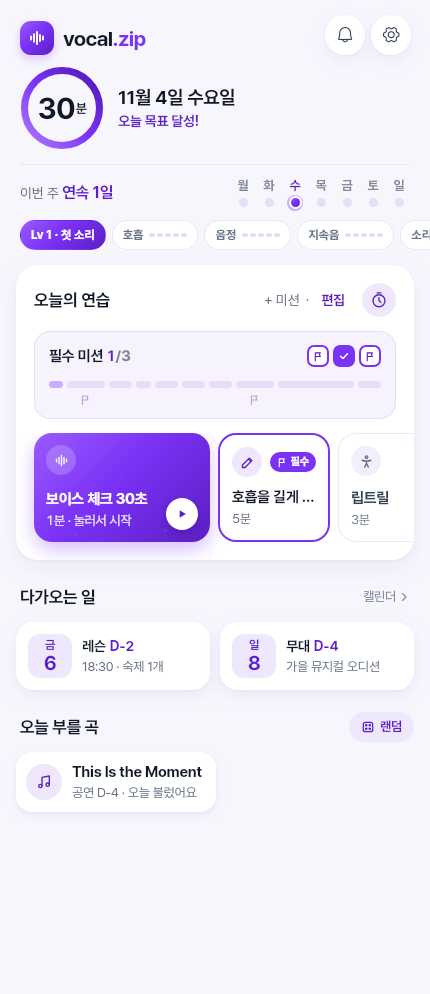 vocal.zip
30분
11월 4일 수요일
오늘 목표 달성!
이번 주 연속 1일
월 화 수 목 금 토 일
Lv 1 · 첫 소리
호흡
음정
지속음
소리
오늘의 연습
+ 미션 · 편집
필수 미션 1/3
보이스 체크 30초
1분 · 눌러서 시작
필수
호흡을 길게 ...
5분
립트릴
3분
다가오는 일
캘린더
금
6
레슨 D-2
18:30 · 숙제 1개
일
8
무대 D-4
가을 뮤지컬 오디션
오늘 부를 곡
랜덤
This Is the Moment
공연 D-4 · 오늘 불렀어요